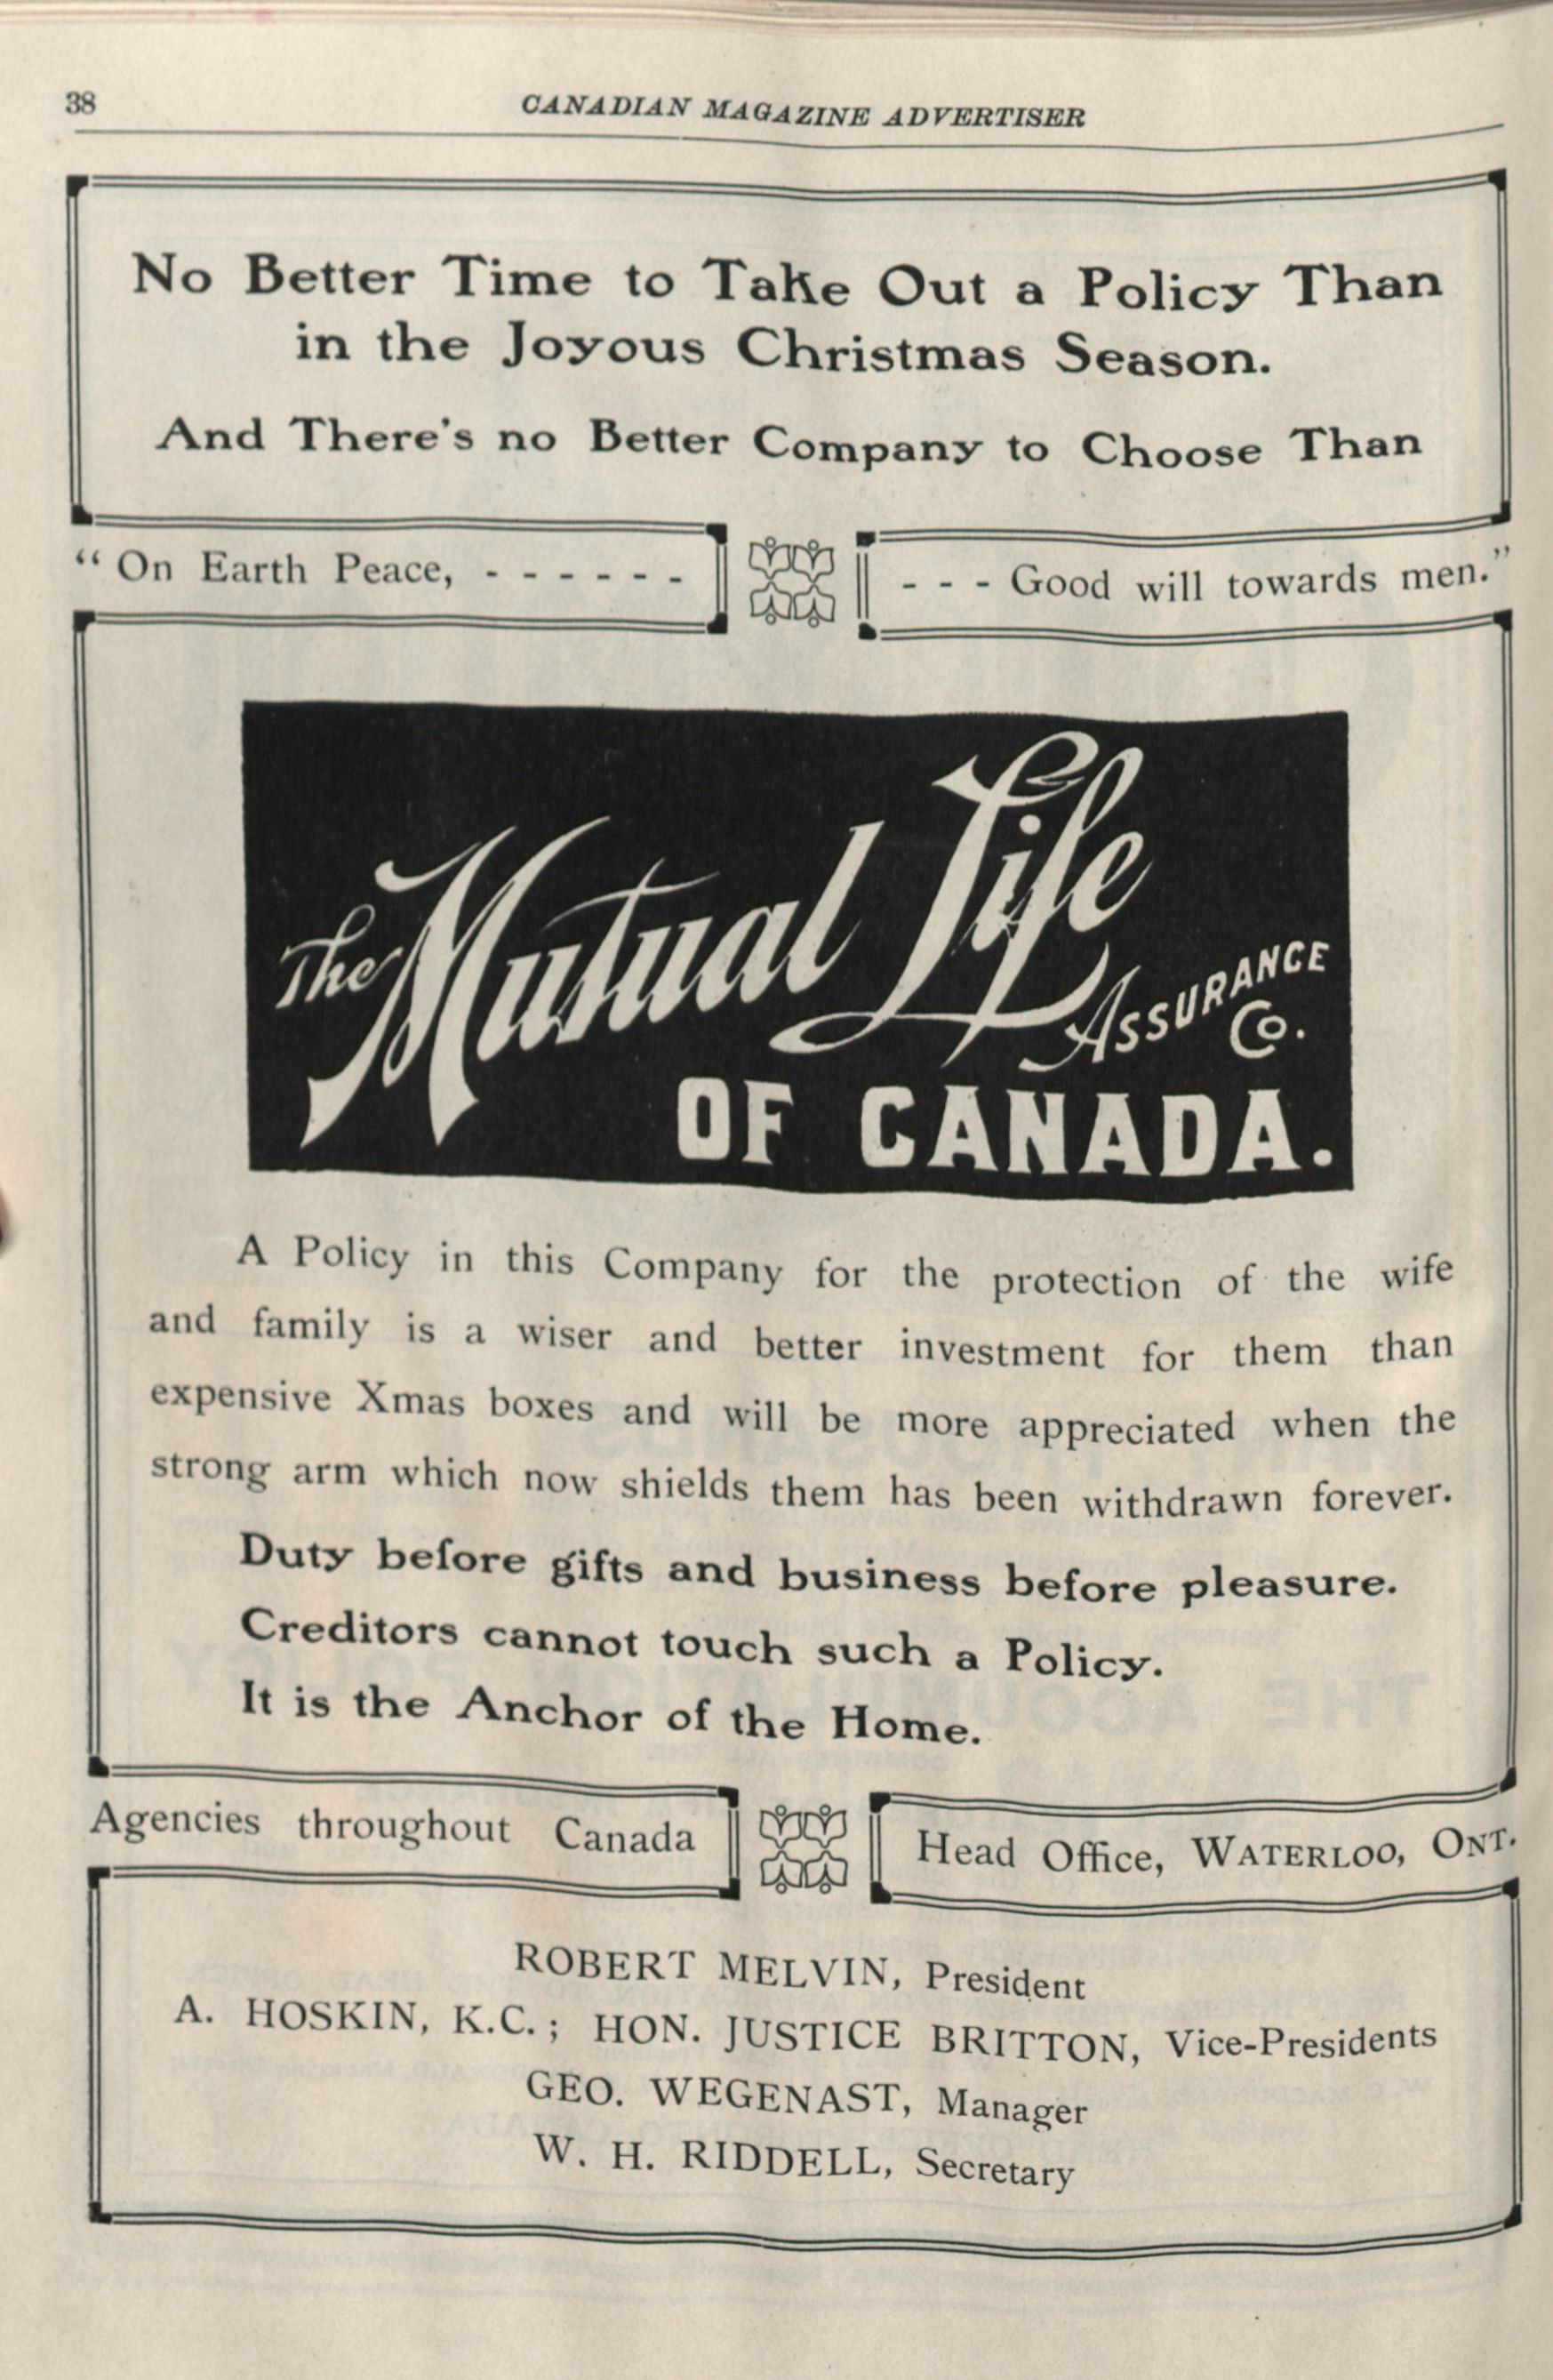 38
CANADIAN MAGAZINE ADVERTISER
No Better Time to Take Out a Policy Than
in the Joyous Christmas Season.
And There's no Better Company to Choose Than
“On Earth Peace, - - - - - -
- - - Good will towards men.”
The Mutual Life
ASSURANCE
Co.
OF CANADA.
A Policy in this Company for the protection of the wife
and family is a wiser and better investment for them than
expensive Xmas boxes and will be more appreciated when the
strong arm which now shields them has been withdrawn forever.
Duty before gifts and business before pleasure.
Creditors cannot touch such a Policy.
It is the Anchor of the Home.
Agencies throughout Canada
Head Office, WATERLOO, ONT.
ROBERT MELVIN, President
A. HOSKIN, K.C.; HON. JUSTICE BRITTON, Vice-Presidents
GEO. WEGENAST, Manager
W. H. RIDDELL, Secretary